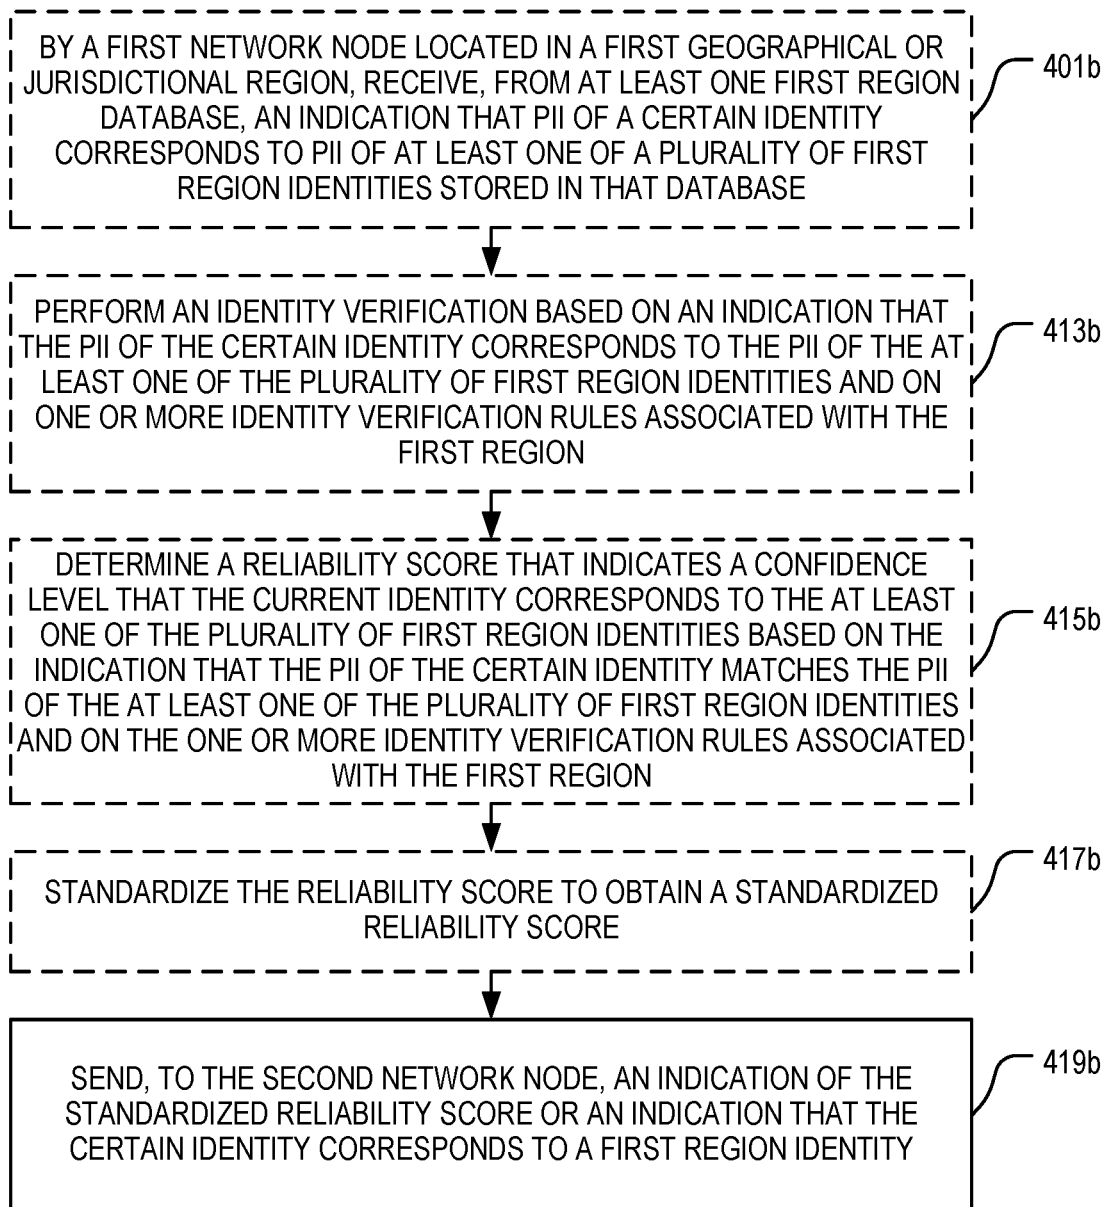 BY A FIRST NETWORK NODE LOCATED IN A FIRST GEOGRAPHICAL OR
JURISDICTIONAL REGION, RECEIVE, FROM AT LEAST ONE FIRST REGION
DATABASE, AN INDICATION THAT PII OF A CERTAIN IDENTITY
CORRESPONDS TO PII OF AT LEAST ONE OF A PLURALITY OF FIRST
REGION IDENTITIES STORED IN THAT DATABASE
401b
PERFORM AN IDENTITY VERIFICATION BASED ON AN INDICATION THAT
THE PII OF THE CERTAIN IDENTITY CORRESPONDS TO THE PII OF THE AT
LEAST ONE OF THE PLURALITY OF FIRST REGION IDENTITIES AND ON
ONE OR MORE IDENTITY VERIFICATION RULES ASSOCIATED WITH THE
FIRST REGION
413b
DETERMINE A RELIABILITY SCORE THAT INDICATES A CONFIDENCE
LEVEL THAT THE CURRENT IDENTITY CORRESPONDS TO THE AT LEAST
ONE OF THE PLURALITY OF FIRST REGION IDENTITIES BASED ON THE
INDICATION THAT THE PII OF THE CERTAIN IDENTITY MATCHES THE PII
OF THE AT LEAST ONE OF THE PLURALITY OF FIRST REGION IDENTITIES
AND ON THE ONE OR MORE IDENTITY VERIFICATION RULES ASSOCIATED
WITH THE FIRST REGION
415b
STANDARDIZE THE RELIABILITY SCORE TO OBTAIN A STANDARDIZED
RELIABILITY SCORE
417b
SEND, TO THE SECOND NETWORK NODE, AN INDICATION OF THE
STANDARDIZED RELIABILITY SCORE OR AN INDICATION THAT THE
CERTAIN IDENTITY CORRESPONDS TO A FIRST REGION IDENTITY
419b